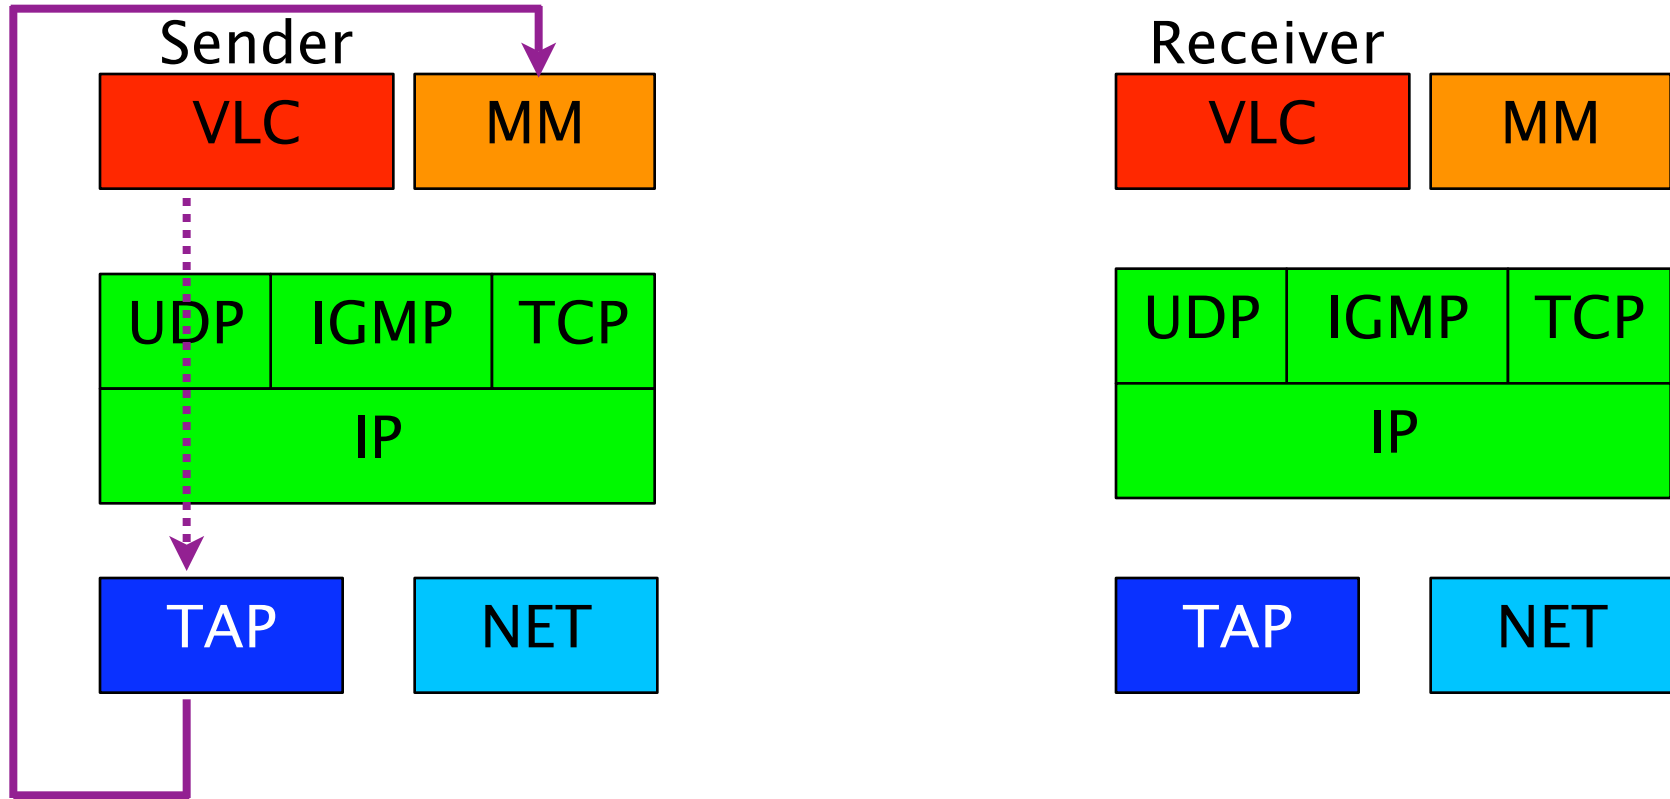 Sender
VLC MM
UDP IGMP TCP
IP
TAP NET
Receiver
VLC MM
UDP IGMP TCP
IP
TAP NET